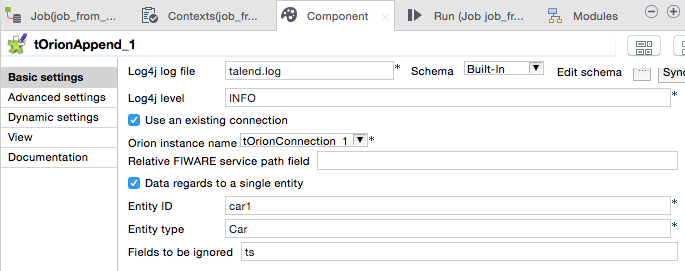 Job(job_from_... Contexts(job_f... Component Run (Job job_fr... Modules
tOrionAppend_1
Basic settings
Advanced settings
Dynamic settings
View
Documentation
Log4j log file talend.log * Schema Built-In Edit schema ... Sync
Log4j level INFO *
Use an existing connection
Orion instance name tOrionConnection_1 *
Relative FIWARE service path field
Data regards to a single entity
Entity ID car1 *
Entity type Car *
Fields to be ignored ts